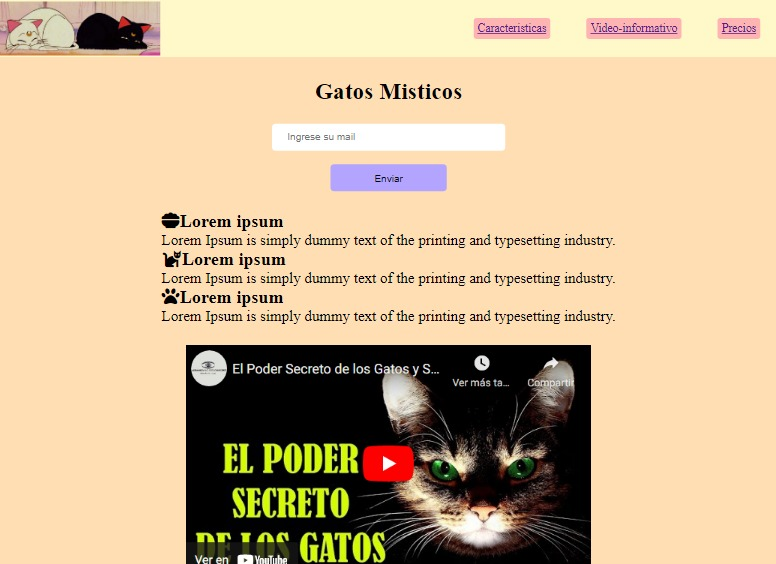 Caracteristicas Video-informativo Precios
Gatos Misticos
Ingrese su mail
Enviar
Lorem ipsum
Lorem Ipsum is simply dummy text of the printing and typesetting industry.
Lorem ipsum
Lorem Ipsum is simply dummy text of the printing and typesetting industry.
Lorem ipsum
Lorem Ipsum is simply dummy text of the printing and typesetting industry.
El Poder Secreto de los Gatos y S...
Ver más ta... Compartir
EL PODER
SECRETO
DE LOS GATOS
Ver en YouTube